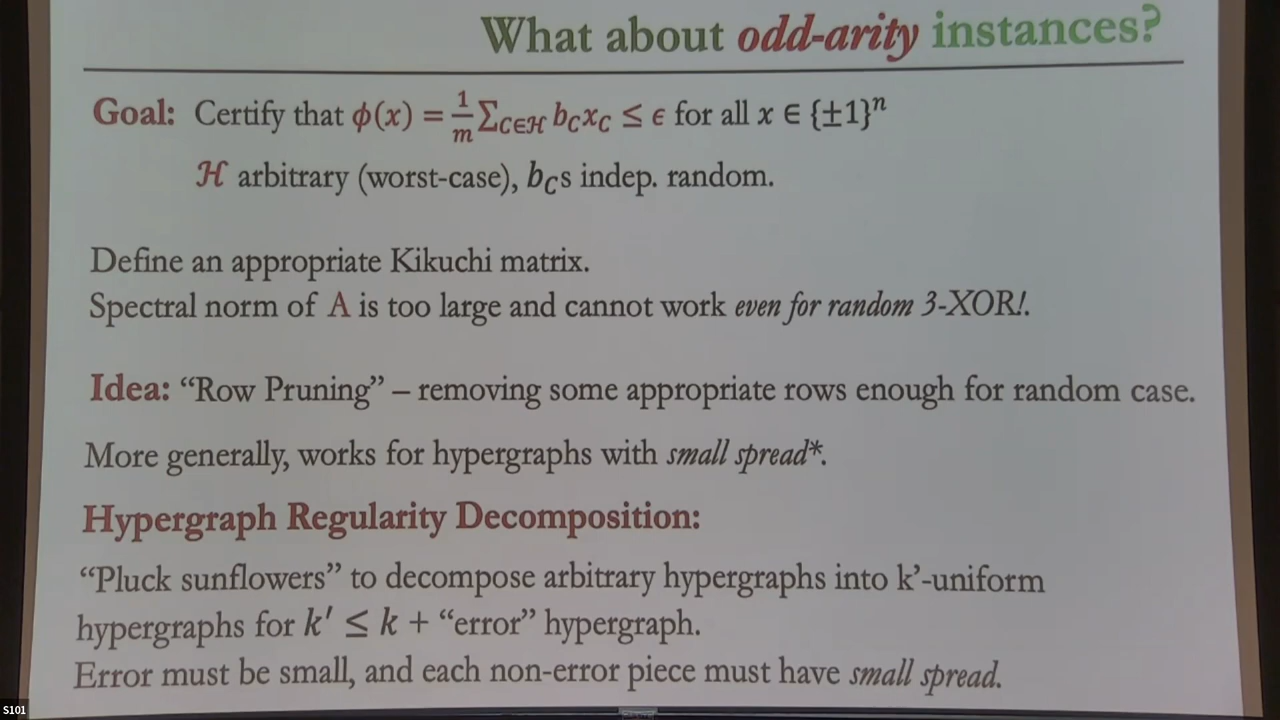 What about odd-arity instances?
Goal: Certify that ϕ(x) = 1/m ∑_{C∈ℋ} b_C x_C ≤ ϵ for all x ∈ {±1}^n
ℋ arbitrary (worst-case), b_Cs indep. random.
Define an appropriate Kikuchi matrix.
Spectral norm of A is too large and cannot work even for random 3-XOR!.
Idea: “Row Pruning” – removing some appropriate rows enough for random case.
More generally, works for hypergraphs with small spread*.
Hypergraph Regularity Decomposition:
“Pluck sunflowers” to decompose arbitrary hypergraphs into k’-uniform
hypergraphs for k′ ≤ k + “error” hypergraph.
Error must be small, and each non-error piece must have small spread.
S101